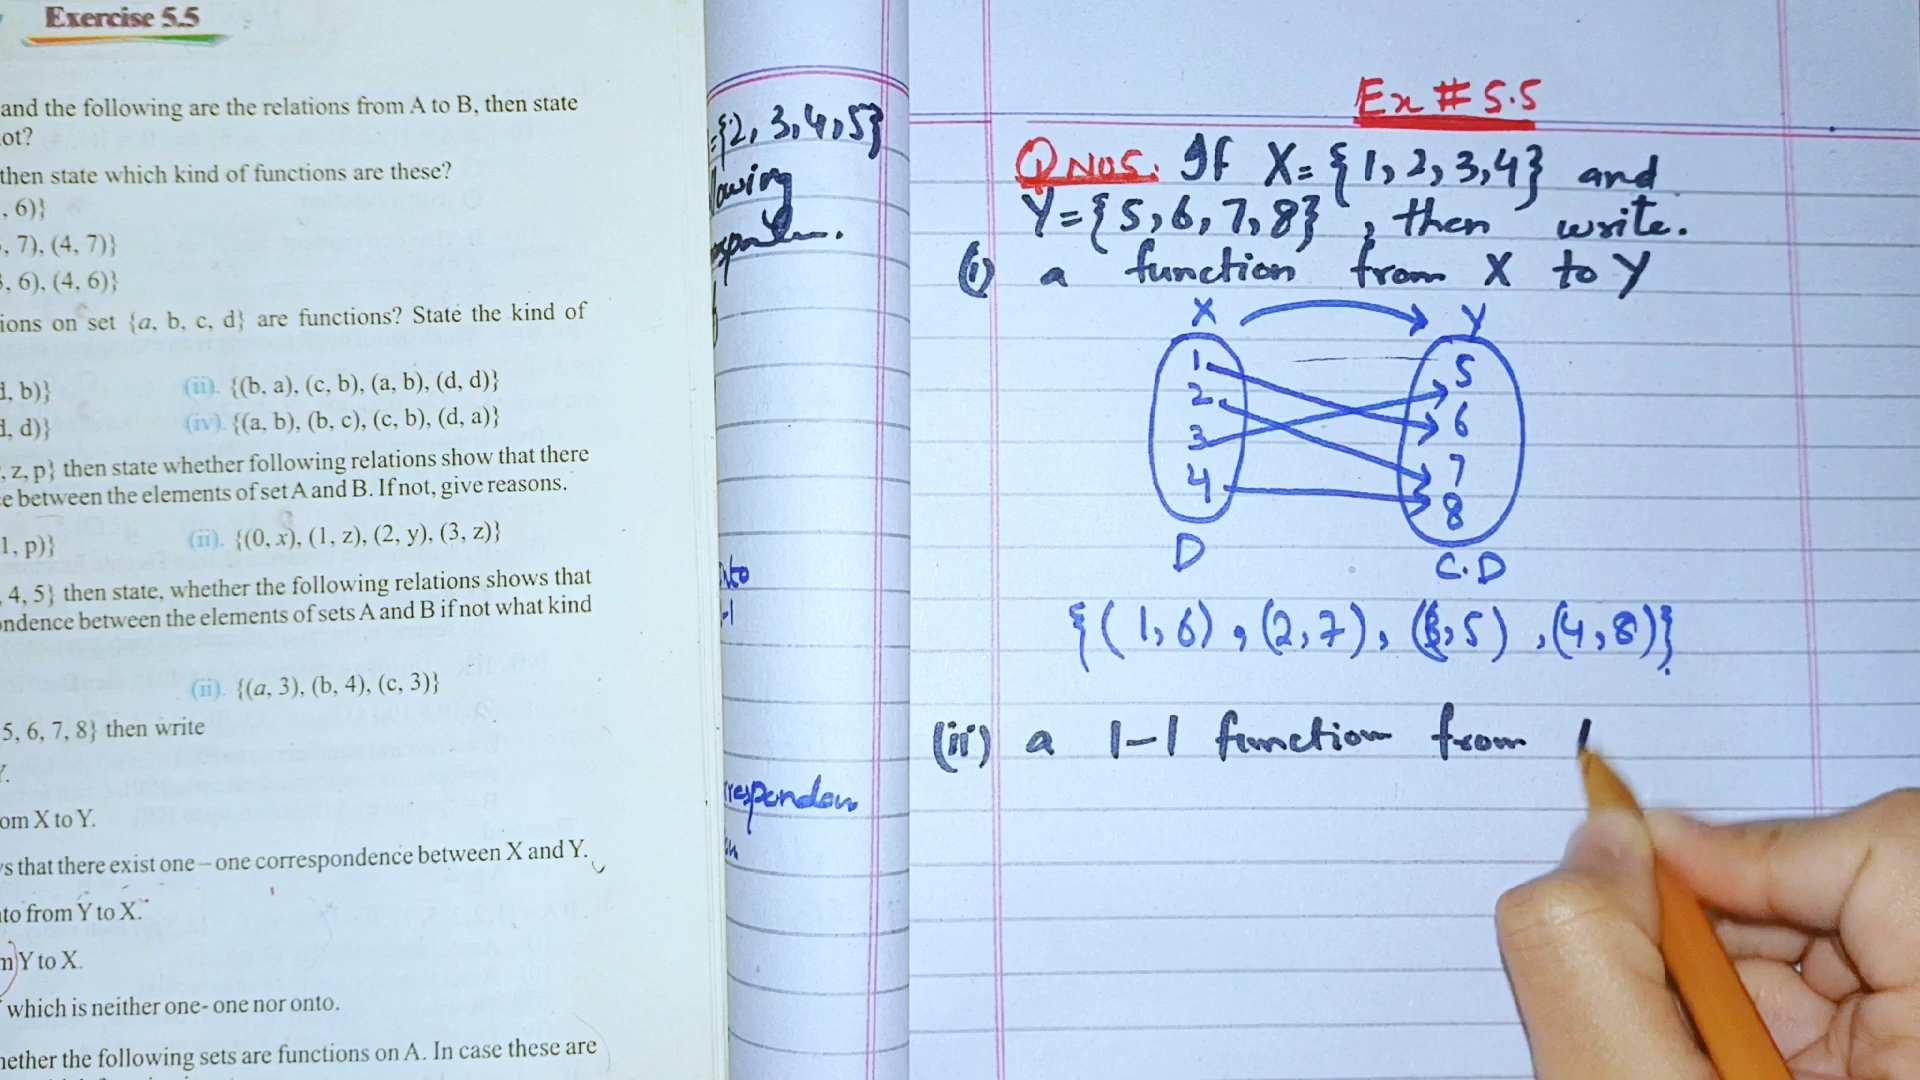 Exercise 5.5
and the following are the relations from A to B, then state
ot?
then state which kind of functions are these?
, 6)}
, 7), (4, 7)}
, 6), (4, 6)}
ions on set {a, b, c, d} are functions? State the kind of
, b)} (ii). {(b, a), (c, b), (a, b), (d, d)}
, d)} (iv). {(a, b), (b, c), (c, b), (d, a)}
, z, p} then state whether following relations show that there
e between the elements of set A and B. If not, give reasons.
1, p)} (ii). {(0, x), (1, z), (2, y), (3, z)}
4, 5} then state, whether the following relations shows that
ondence between the elements of sets A and B if not what kind
(ii). {(a, 3), (b, 4), (c, 3)}
5, 6, 7, 8} then write
om X to Y.
s that there exist one – one correspondence between X and Y.
to from Y to X.
Y to X.
which is neither one- one nor onto.
hether the following sets are functions on A. In case these are
={2, 3, 4, 5}
lowing
nto
-1
Ex # 5.5
Q NO5. If X = {1, 2, 3, 4} and
Y = {5, 6, 7, 8} , then write.
(i) a function from X to Y
X Y
1 5
2 6
3 7
4 8
D C.D
{(1, 6) , (2, 7) , (3, 5) , (4, 8)}
(ii) a 1-1 function from